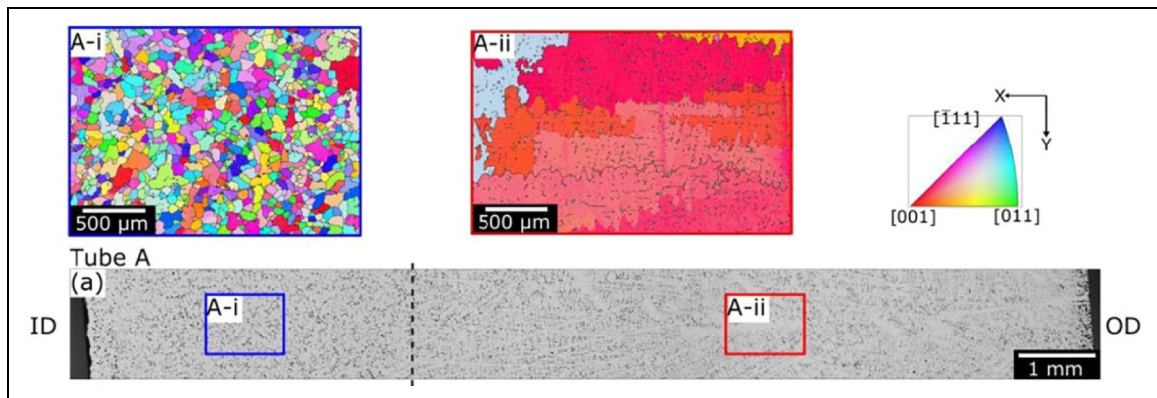 A-i
A-ii
500 µm
500 µm
X
Y
[1̅11]
[001]
[011]
Tube A
(a)
A-i
A-ii
ID
OD
1 mm